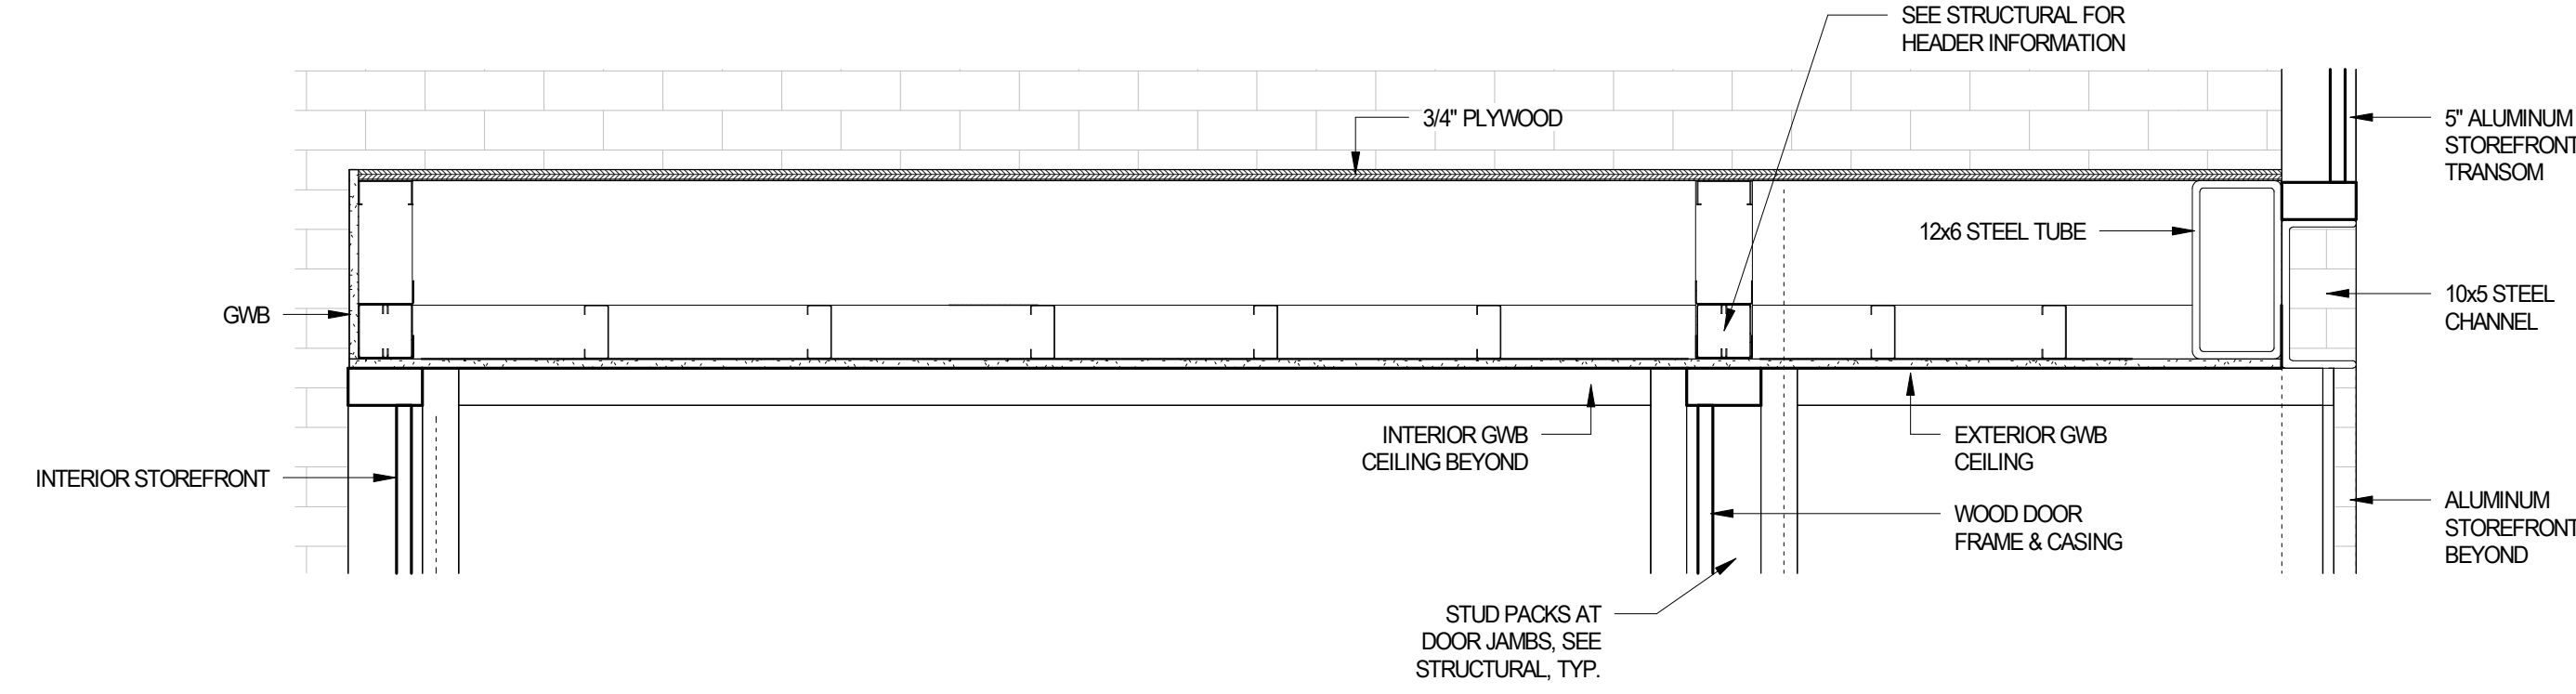 SEE STRUCTURAL FOR
HEADER INFORMATION
3/4" PLYWOOD
5" ALUMINUM
STOREFRONT
TRANSOM
12x6 STEEL TUBE
10x5 STEEL
CHANNEL
GWB
INTERIOR GWB
CEILING BEYOND
EXTERIOR GWB
CEILING
INTERIOR STOREFRONT
WOOD DOOR
FRAME & CASING
ALUMINUM
STOREFRONT
BEYOND
STUD PACKS AT
DOOR JAMBS, SEE
STRUCTURAL, TYP.